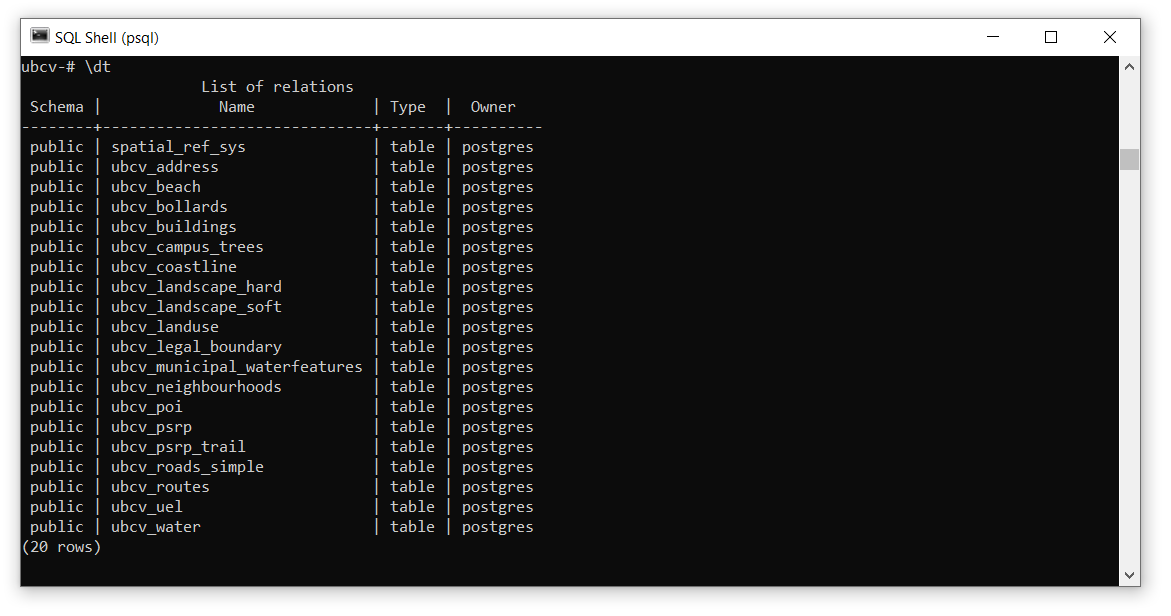 SQL Shell (psql)
ubcv-# \dt
                    List of relations
 Schema |             Name             | Type  |  Owner
--------+------------------------------+-------+----------
 public | spatial_ref_sys              | table | postgres
 public | ubcv_address                 | table | postgres
 public | ubcv_beach                   | table | postgres
 public | ubcv_bollards                | table | postgres
 public | ubcv_buildings               | table | postgres
 public | ubcv_campus_trees            | table | postgres
 public | ubcv_coastline               | table | postgres
 public | ubcv_landscape_hard          | table | postgres
 public | ubcv_landscape_soft          | table | postgres
 public | ubcv_landuse                 | table | postgres
 public | ubcv_legal_boundary          | table | postgres
 public | ubcv_municipal_waterfeatures | table | postgres
 public | ubcv_neighbourhoods          | table | postgres
 public | ubcv_poi                     | table | postgres
 public | ubcv_psrp                    | table | postgres
 public | ubcv_psrp_trail              | table | postgres
 public | ubcv_roads_simple            | table | postgres
 public | ubcv_routes                  | table | postgres
 public | ubcv_uel                     | table | postgres
 public | ubcv_water                   | table | postgres
(20 rows)